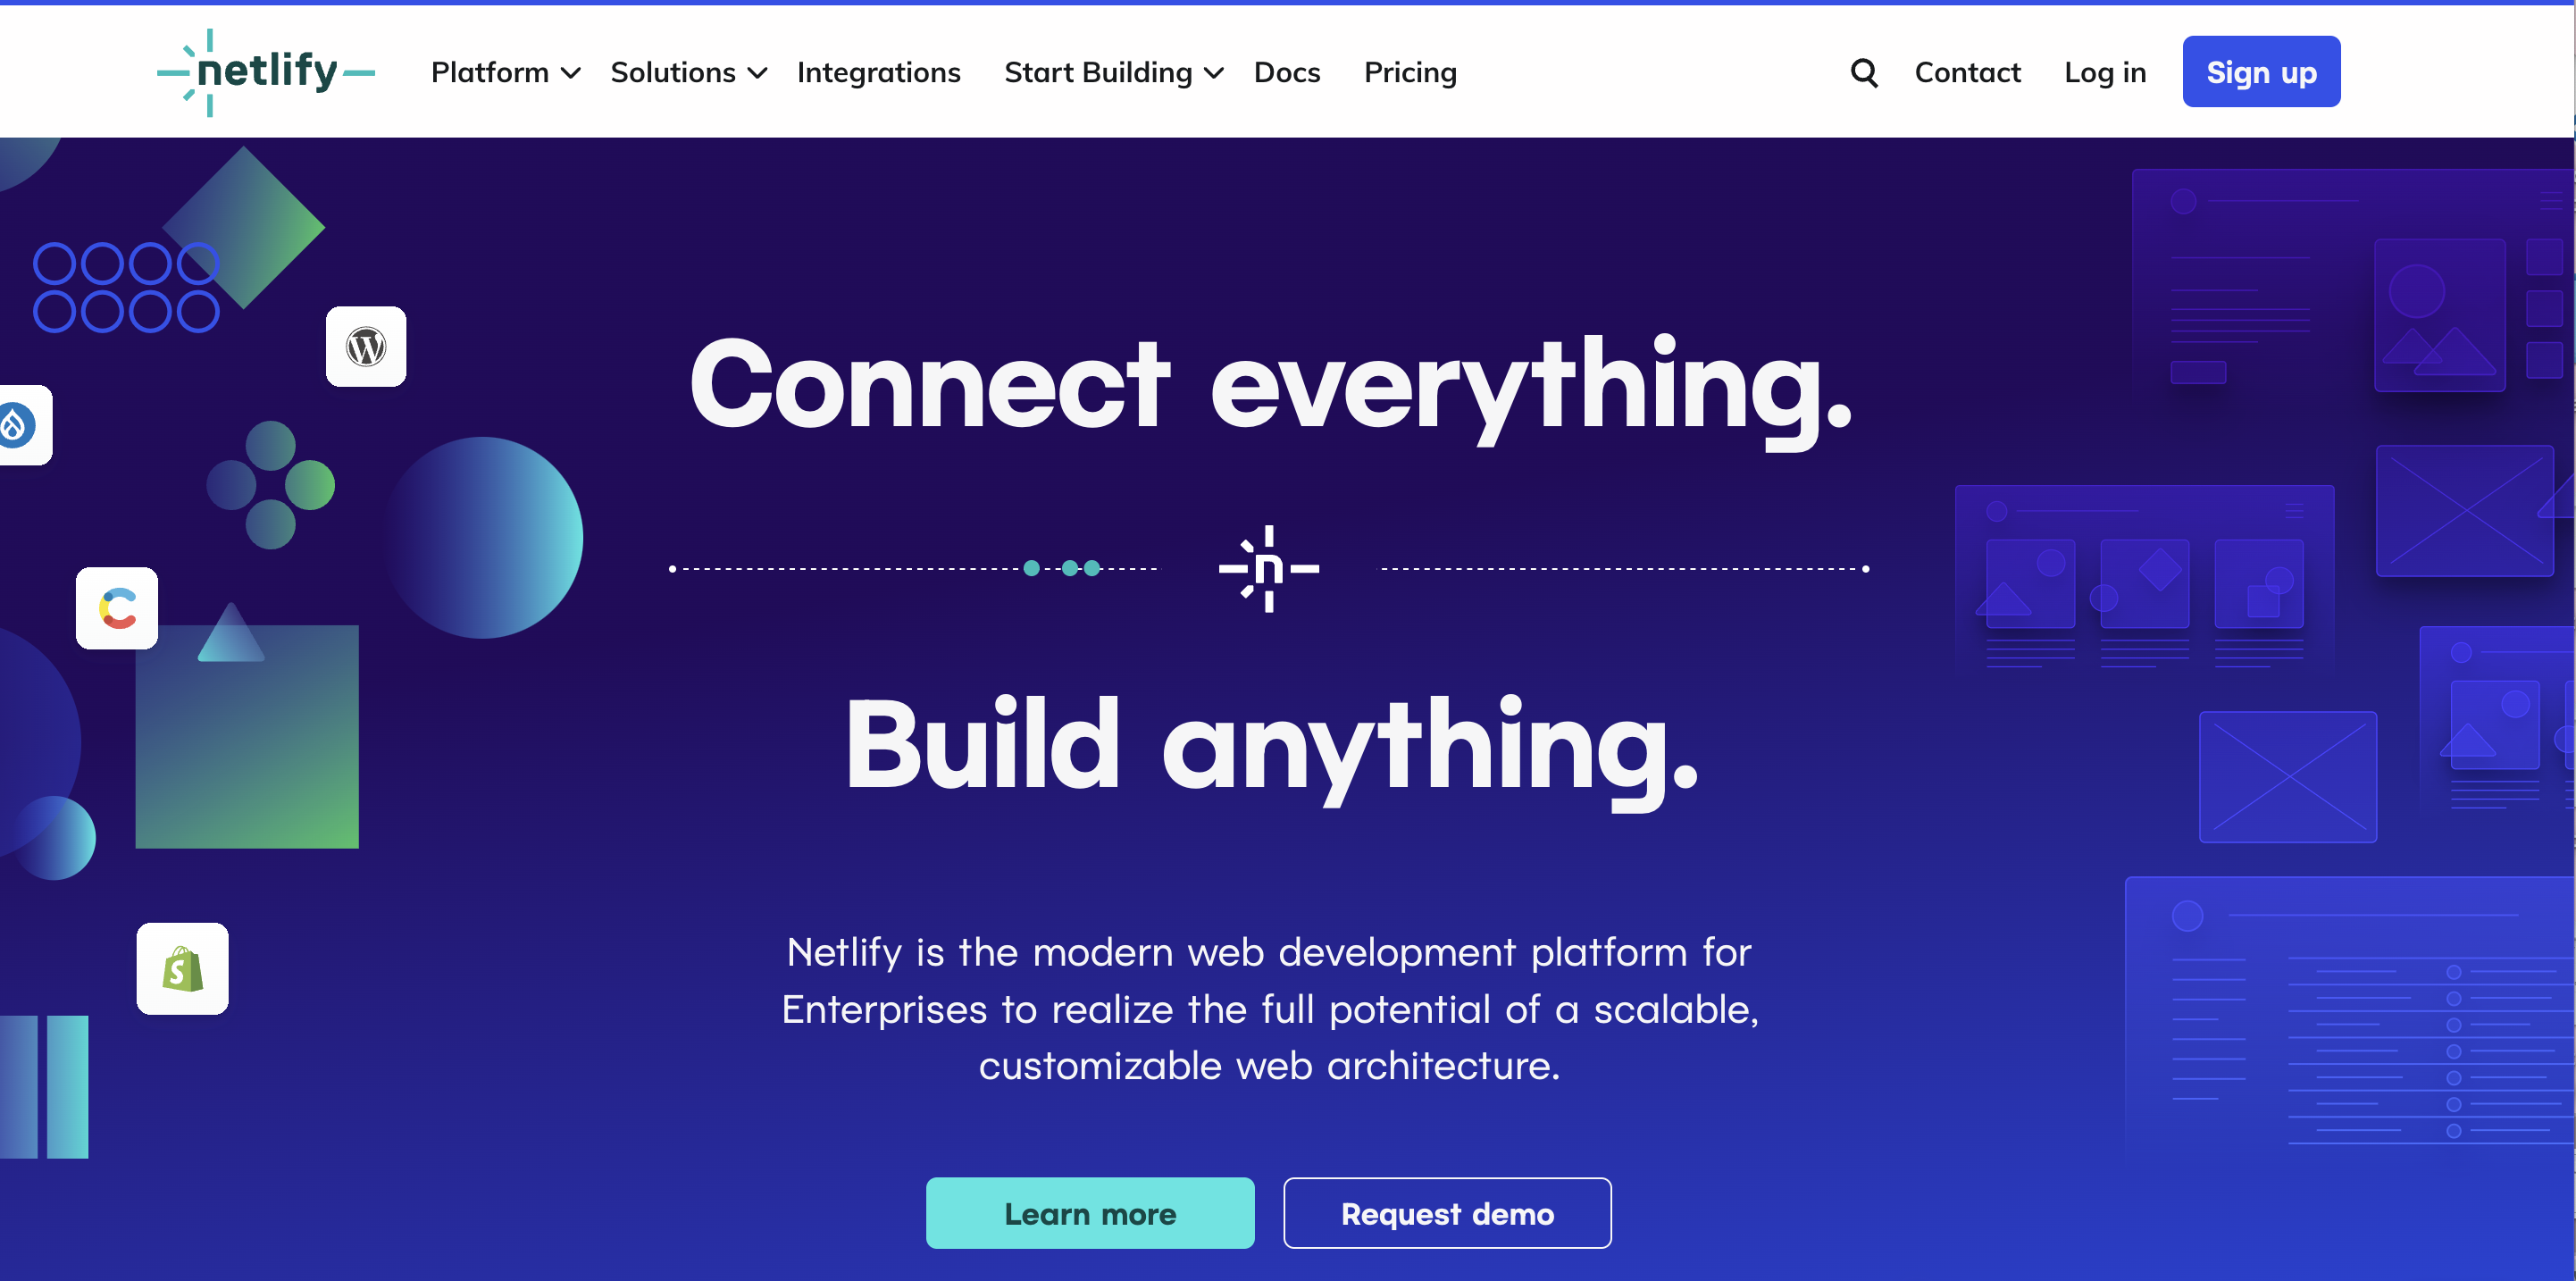 netlify
Platform
Solutions
Integrations
Start Building
Docs
Pricing
Contact
Log in
Sign up
Connect everything.
n
Build anything.
Netlify is the modern web development platform for
Enterprises to realize the full potential of a scalable,
customizable web architecture.
Learn more
Request demo